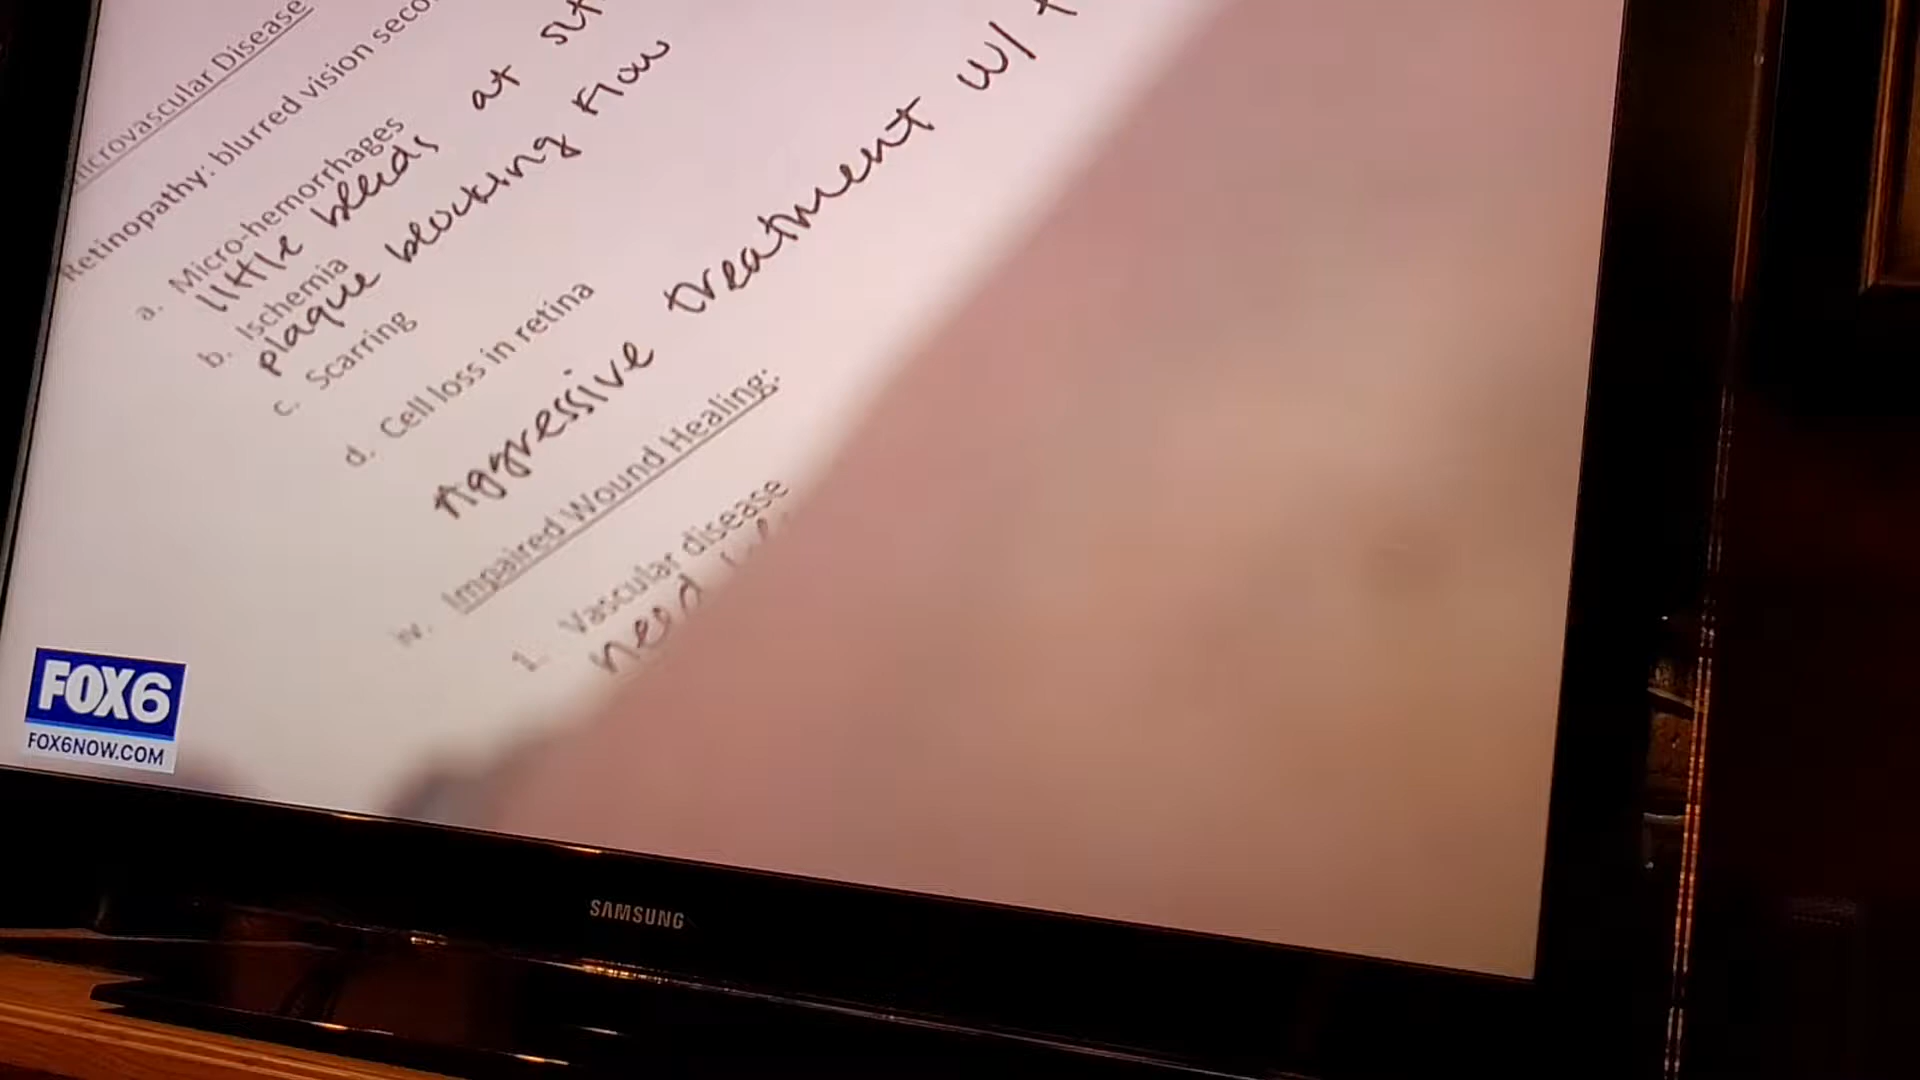 Microvascular Disease
Retinopathy: blurred vision
a. Micro-hemorrhages
little bleeds at
b. Ischemia
plaque blocking flow
c. Scarring
d. Cell loss in retina
Aggressive treatment w/
iv. Impaired Wound Healing:
1. Vascular disease
need
FOX6
FOX6NOW.COM
SAMSUNG